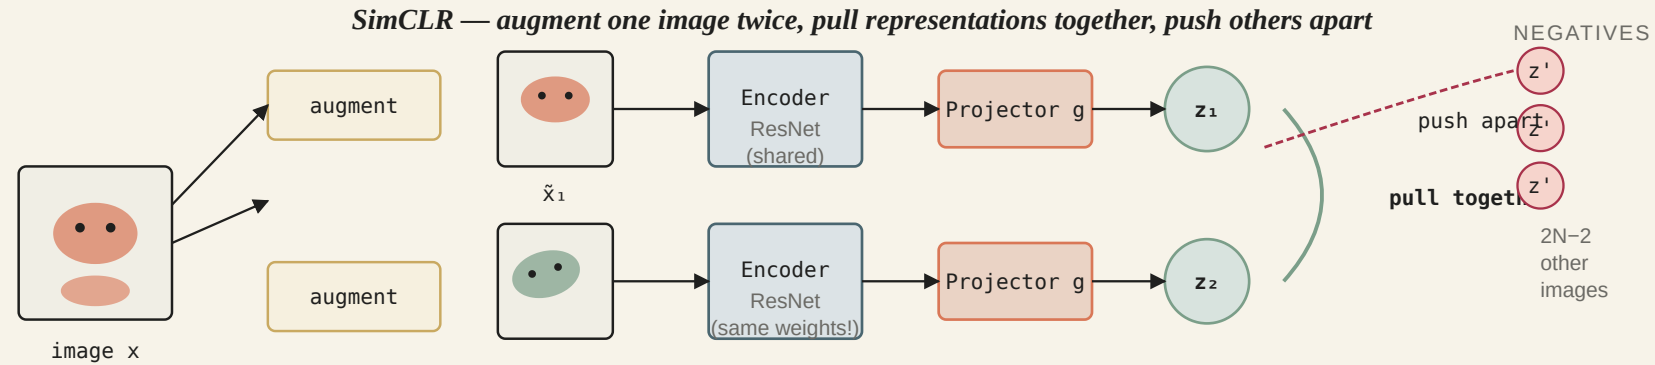 SimCLR — augment one image twice, pull representations together, push others apart
NEGATIVES
augment
Encoder
ResNet
(shared)
Projector g
z₁
z'
push apart
z'
x̃₁
pull togeth
z'
image x
augment
Encoder
ResNet
(same weights!)
Projector g
z₂
2N−2
other
images